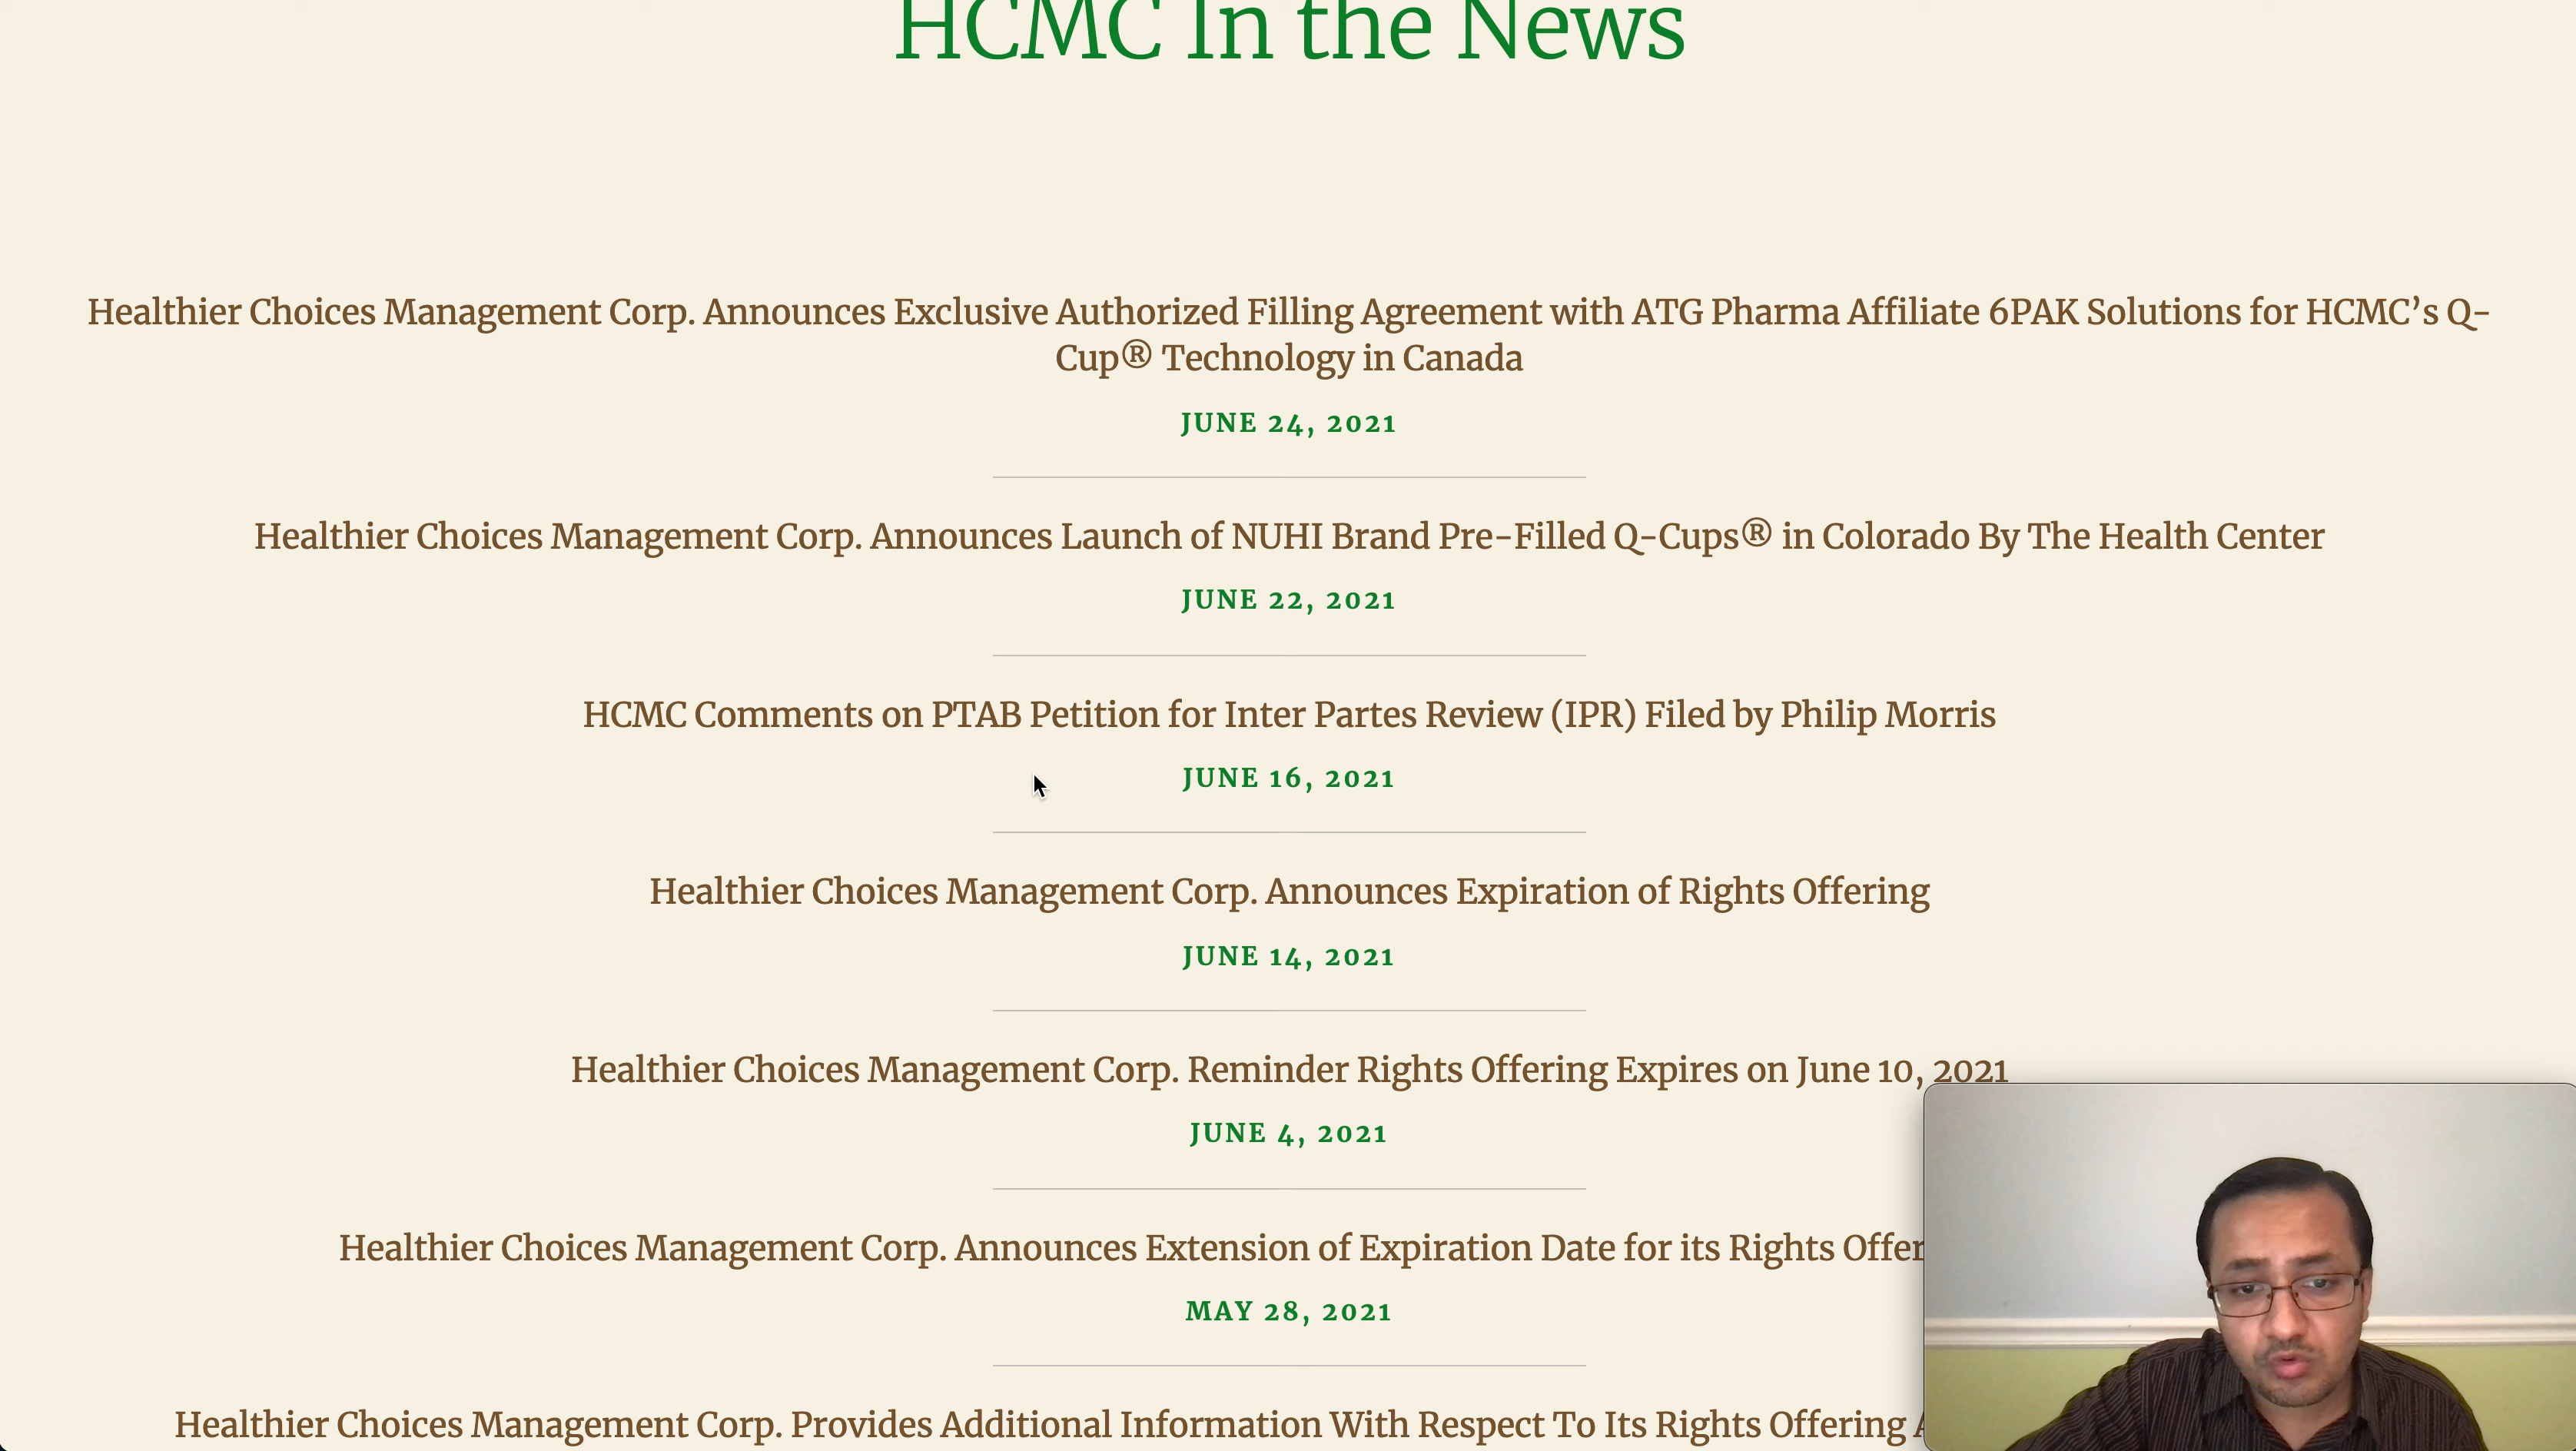 HCMC In the News
Healthier Choices Management Corp. Announces Exclusive Authorized Filling Agreement with ATG Pharma Affiliate 6PAK Solutions for HCMC’s Q-
Cup® Technology in Canada
JUNE 24, 2021
Healthier Choices Management Corp. Announces Launch of NUHI Brand Pre-Filled Q-Cups® in Colorado By The Health Center
JUNE 22, 2021
HCMC Comments on PTAB Petition for Inter Partes Review (IPR) Filed by Philip Morris
JUNE 16, 2021
Healthier Choices Management Corp. Announces Expiration of Rights Offering
JUNE 14, 2021
Healthier Choices Management Corp. Reminder Rights Offering Expires on June 10, 2021
JUNE 4, 2021
Healthier Choices Management Corp. Announces Extension of Expiration Date for its Rights
MAY 28, 2021
Healthier Choices Management Corp. Provides Additional Information With Respect To Its Rights Offering